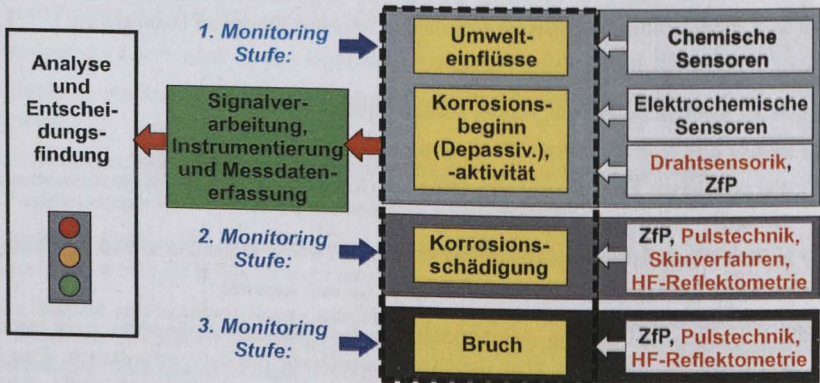 Analyse
und
Entschei-
dungs-
findung
Signalver-
arbeitung,
Instrumentierung
und Messdaten-
erfassung
1. Monitoring
Stufe:
Umwelt-
einflüsse
Chemische
Sensoren
Korrosions-
beginn
(Depassiv.),
-aktivität
Elektrochemische
Sensoren
Drahtsensorik,
ZfP
2. Monitoring
Stufe:
Korrosions-
schädigung
ZfP, Pulstechnik,
Skinverfahren,
HF-Reflektometrie
3. Monitoring
Stufe:
Bruch
ZfP, Pulstechnik,
HF-Reflektometrie